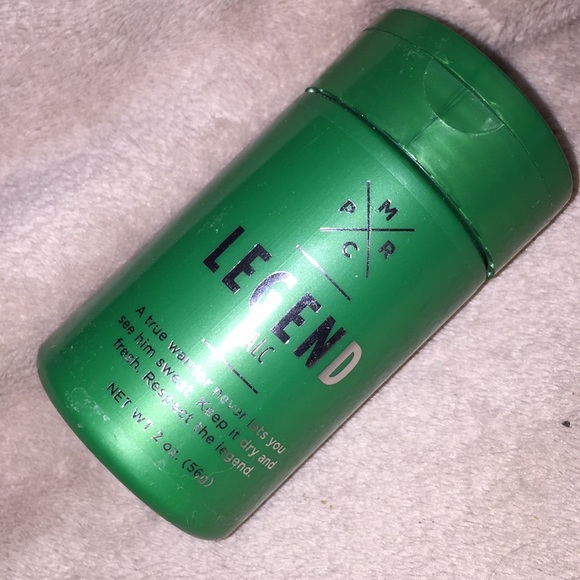 P M
C R
LEGEND
TALC
A true warrior never lets you
see him sweat. Keep it dry and
fresh. Respect the legend.
NET WT. 2 oz. (56g)